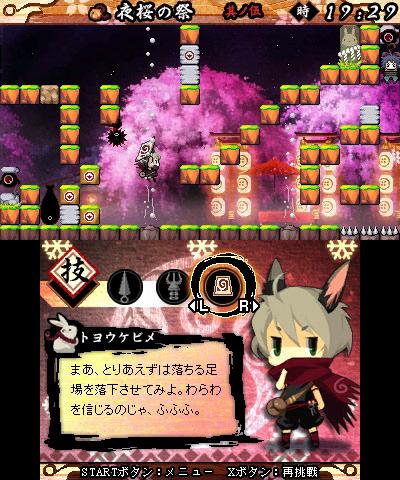 夜桜の祭 其ノ伍 時 19:29
技
L R
トヨウケビメ
まあ、とりあえずは落ちる足
場を落下させてみよ。わらわ
を信じるのじゃ、ふふふ。
STARTボタン:メニュー Xボタン:再挑戦